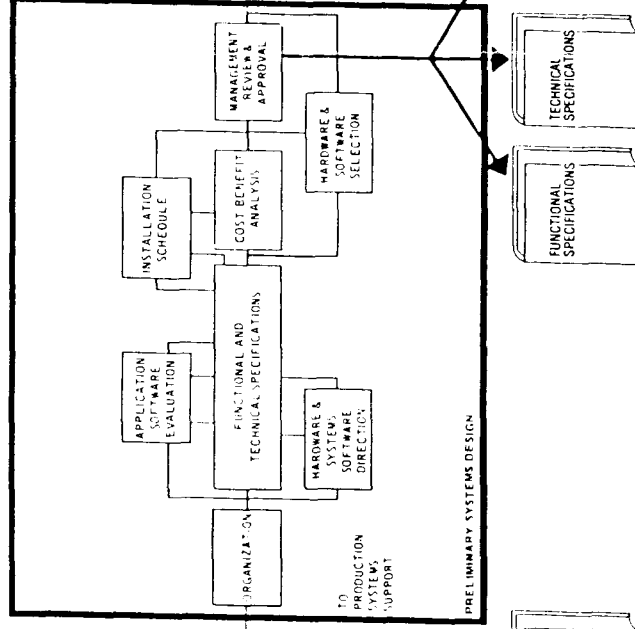 ORGANIZATION
APPLICATION
SOFTWARE
EVALUATION
FUNCTIONAL AND
TECHNICAL SPECIFICATIONS
HARDWARE &
SYSTEMS
SOFTWARE
DIRECTION
INSTALLATION
SCHEDULE
COST BENEFIT
ANALYSIS
HARDWARE &
SOFTWARE
SELECTION
MANAGEMENT
REVIEW &
APPROVAL
TO
PRODUCTION
SYSTEMS
SUPPORT
PRELIMINARY SYSTEMS DESIGN
FUNCTIONAL
SPECIFICATIONS
TECHNICAL
SPECIFICATIONS